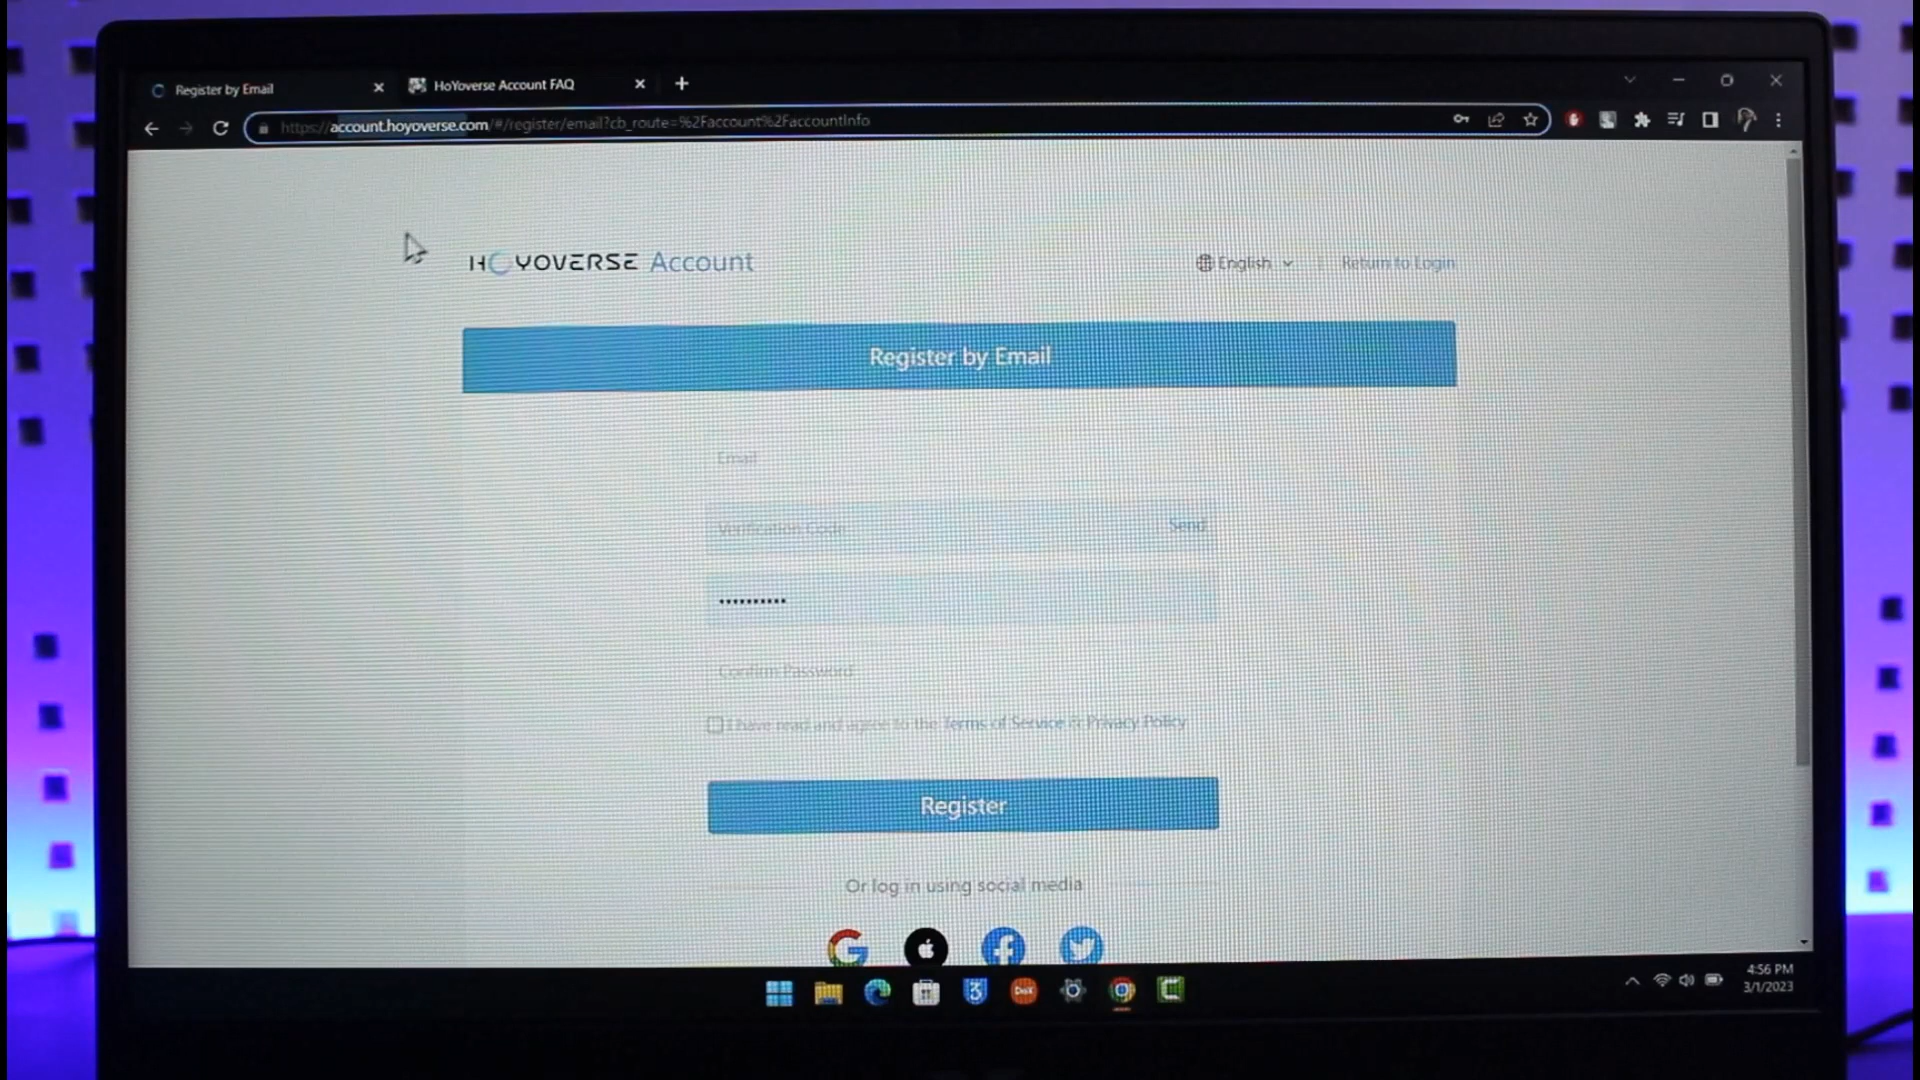 Register by Email
HoYoverse Account FAQ
https://account.hoyoverse.com/#/register/email?cb_route=%2Faccount%2FaccountInfo
HOYOVERSE Account
English
Return to Login
Register by Email
Email
Verification Code
Send
••••••••••
Confirm Password
I have read and agree to the Terms of Service & Privacy Policy
Register
Or log in using social media
3
DoX
4:56 PM
3/1/2023